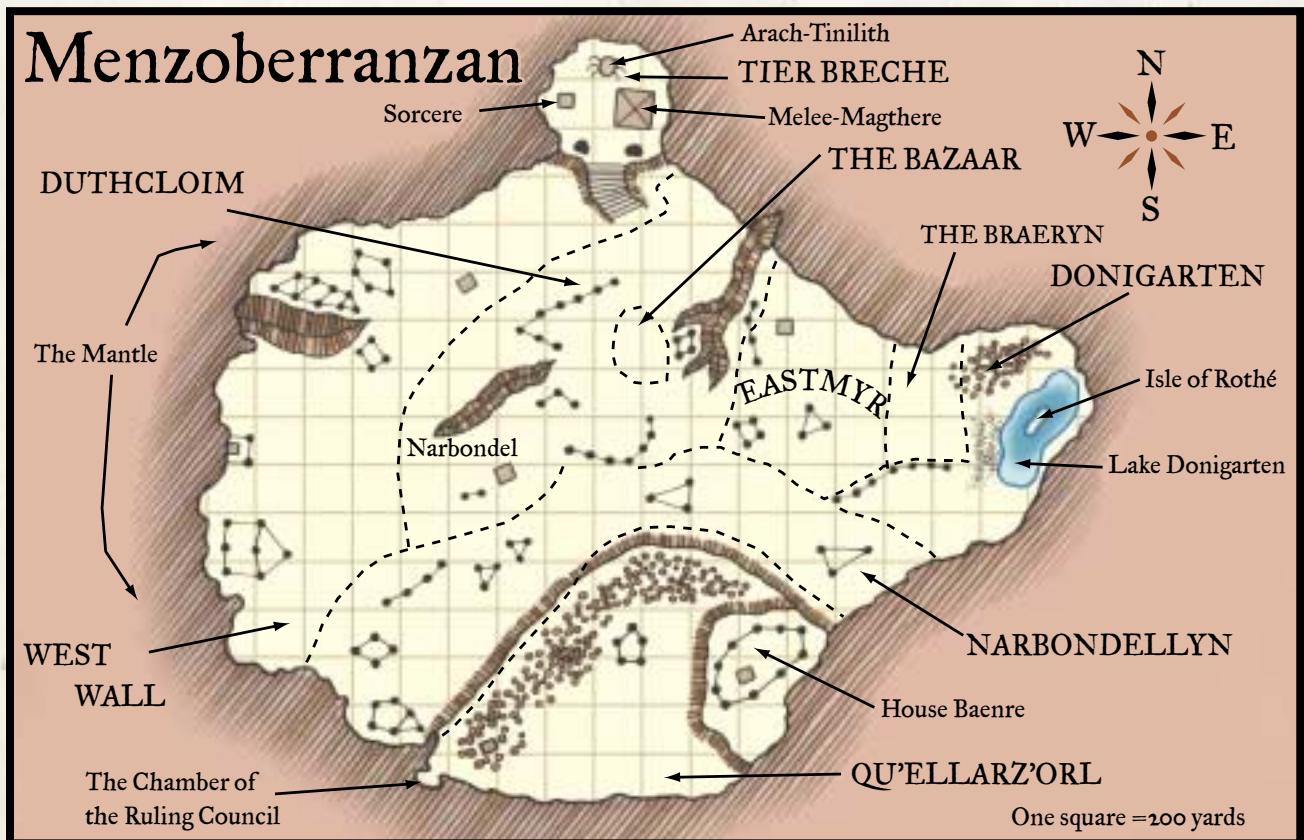 Menzoberranzan
Arach-Tinilith
TIER BRECHE
Sorcere
Melee-Magthere
N
W
E
S
THE BAZAAR
DUTHCLOIM
THE BRAERYN
DONIGARTEN
The Mantle
Isle of Rothé
EASTMYR
Narbondel
Lake Donigarten
WEST
WALL
NARBONDELLYN
House Baenre
QU'ELLARZ'ORL
The Chamber of
the Ruling Council
One square =200 yards